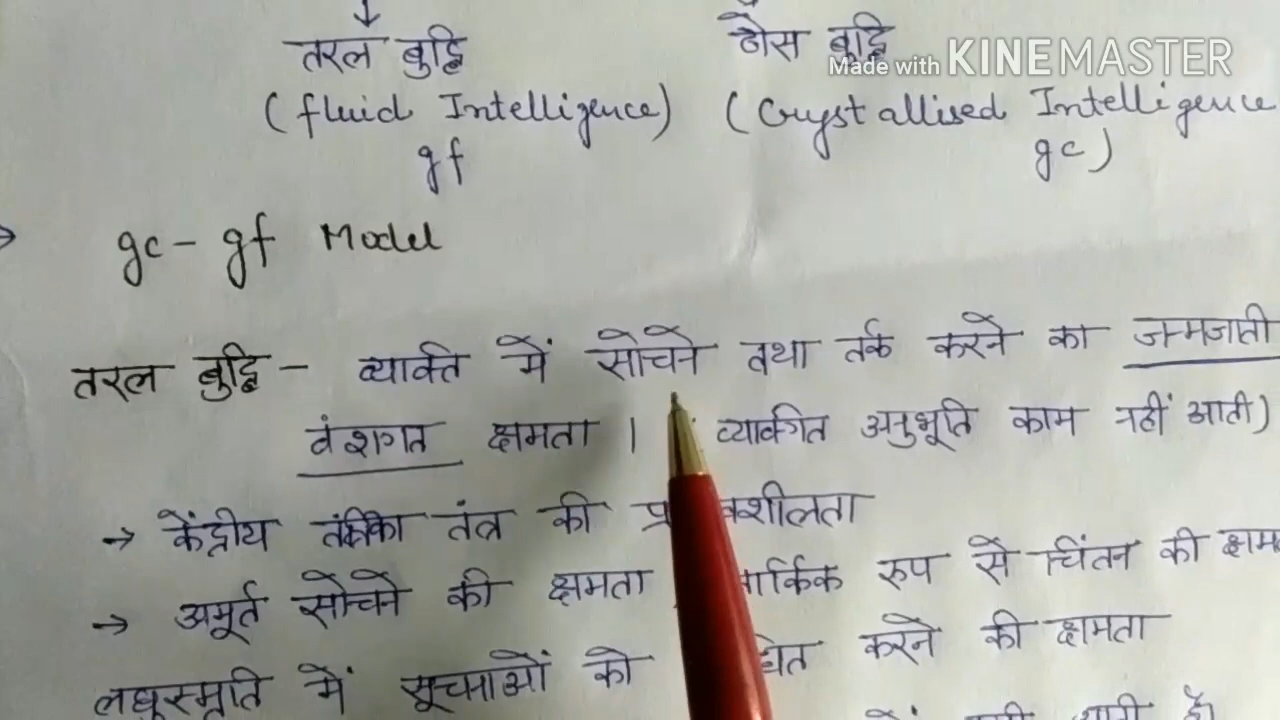 तरल बुद्धि ठोस बुद्धि
Made with KINEMASTER
(fluid Intelligence) (Crystallised Intelligence
gf gc)
gc - gf Model
तरल बुद्धि – व्यक्ति में सोचने तथा तर्क करने का जन्मजाती
वंशगत क्षमता । व्यक्गित अनुभूति काम नहीं आती)
→ केंद्रीय तंत्रिका तंत्र की
→ अमूर्त सोचने की क्षमता रुप से चिंतन की
लघुस्मृति में सूचनाओं को करने की क्षमता